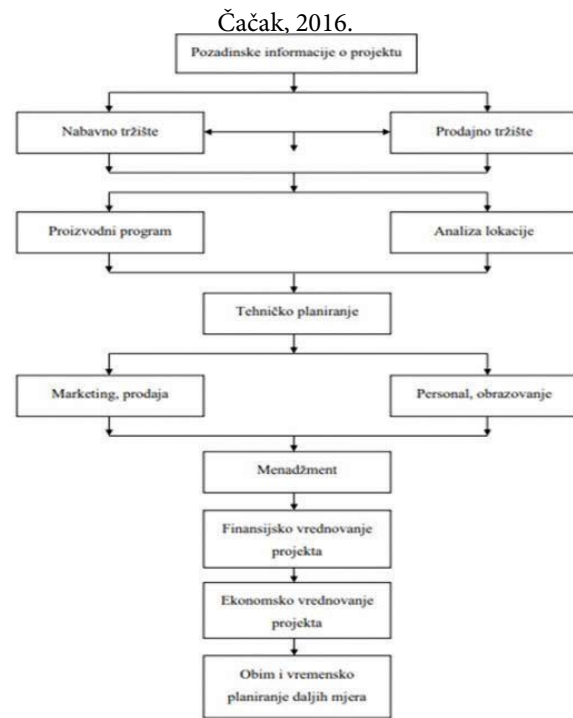 Čačak, 2016.
Pozadinske informacije o projektu
Nabavno tržište
Prodajno tržište
Proizvodni program
Analiza lokacije
Tehničko planiranje
Marketing, prodaja
Personal, obrazovanje
Menadžment
Finansijsko vrednovanje
projekta
Ekonomsko vrednovanje
projekta
Obim i vremensko
planiranje daljih mjera